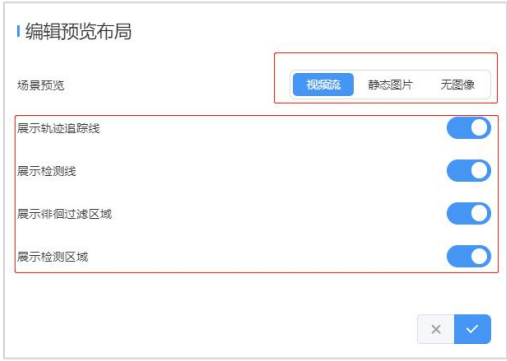 编辑预览布局
场景预览 视频流 静态图片 无图像
展示轨迹追踪线
展示检测线
展示徘徊过滤区域
展示检测区域